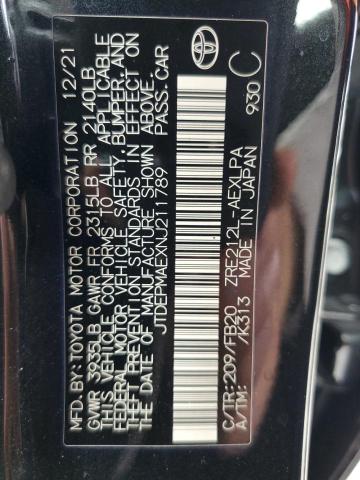 MFD.BY:TOYOTA MOTOR CORPORATION 12/21
GVWR 3935LB GAWR FR 2315LB RR 2140LB
THIS VEHICLE CONFORMS TO ALL APPLICABLE
FEDERAL MOTOR VEHICLE SAFETY, BUMPER, AND
THEFT PREVENTION STANDARDS IN EFFECT ON
THE DATE OF MANUFACTURE SHOWN ABOVE.
JTDEPMAEXNJ211789 PASS.CAR
C/TR:209/FB20 ZRE212L-AEXLPA
A/TM: /K313 MADE IN JAPAN
930 C